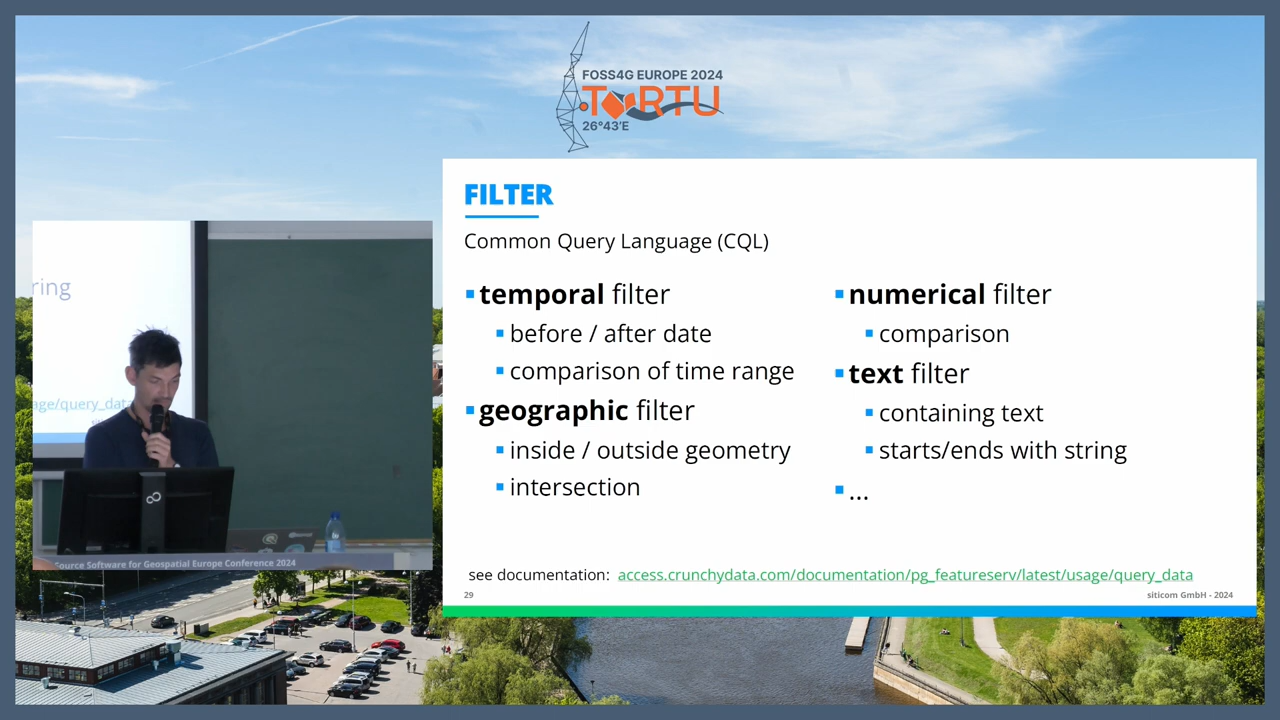 FOSS4G EUROPE 2024
TARTU
26°43'E
FILTER
Common Query Language (CQL)
temporal filter
before / after date
comparison of time range
geographic filter
inside / outside geometry
intersection
numerical filter
comparison
text filter
containing text
starts/ends with string
...
see documentation: access.crunchydata.com/documentation/pg_featureserv/latest/usage/query_data
29
siticom GmbH - 2024
ring
age/query_data
Source Software for Geospatial Europe Conference 2024